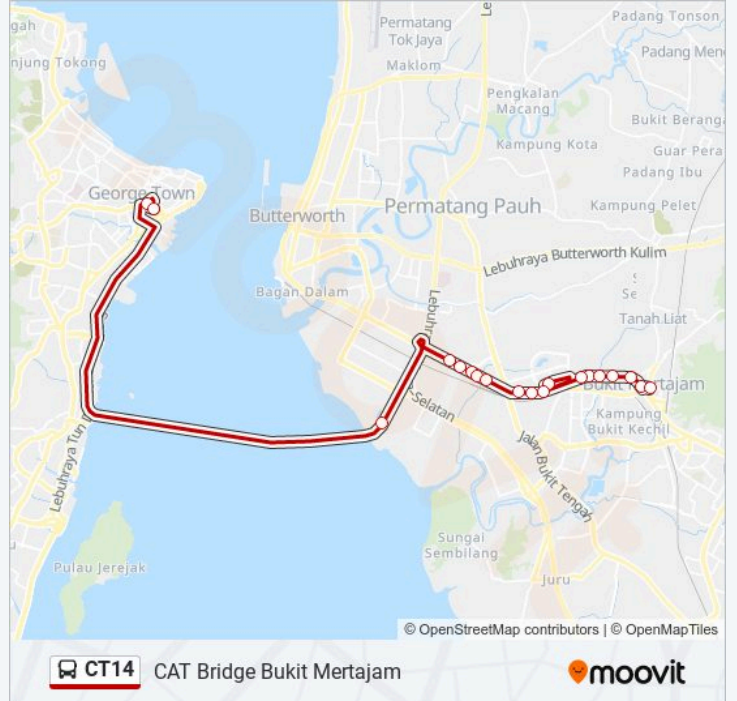 Le
Padang Tonson
Permatang
Tok Jaya
gah
Padang Men
njung Tokong
Maklom
Pengkalan
Macang
Bukit Beranga
Kampung Kota
Guar Pera
Padang Ibu
George Town
Kampung Pelet
Permatang Pauh
Butterworth
Lebuhraya Butterworth Kulim
Bagan Dalam
Lebuhr
Se
Tanah Liat
Bukit Mertajam
-Selatan
Kampung
Bukit Kechil
Jalan Bukit Tengah
Lebuhraya Tun
Sungai
Sembilang
Pulau Jerejak
Juru
© OpenStreetMap contributors | © OpenMapTiles
CT14 CAT Bridge Bukit Mertajam
moovit